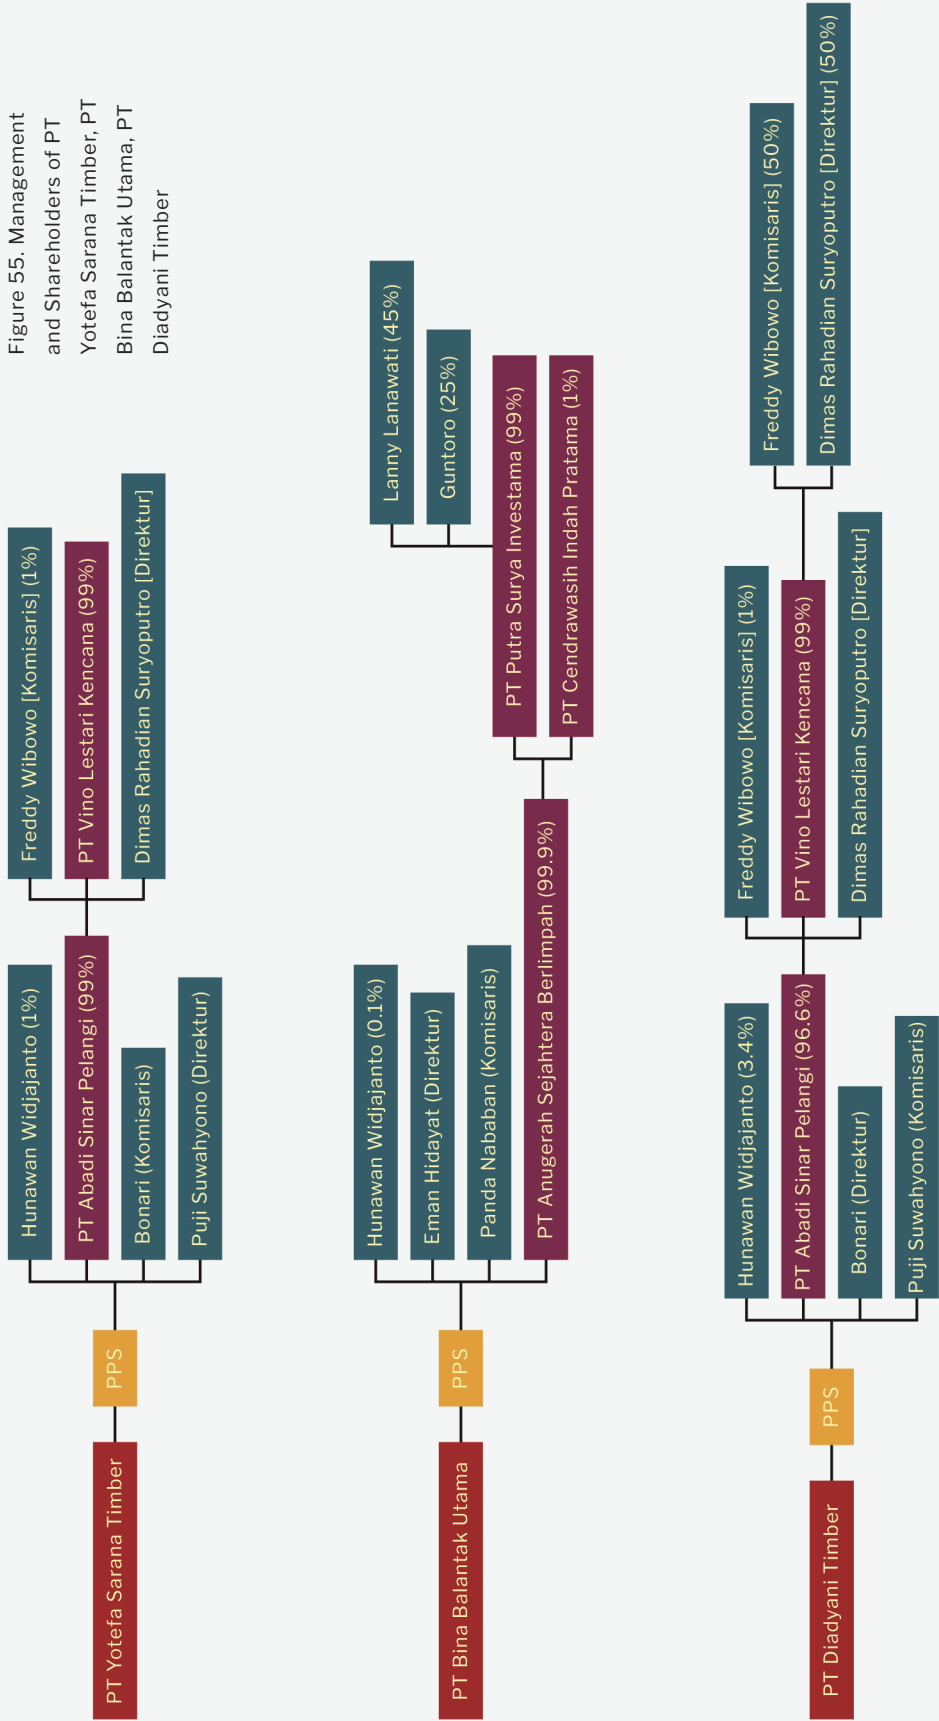 Figure 55. Management
and Shareholders of PT
Yotefa Sarana Timber, PT
Bina Balantak Utama, PT
Diadyani Timber
PT Yotefa Sarana Timber
PPS
Hunawan Widjajanto (1%)
PT Abadi Sinar Pelangi (99%)
Bonari (Komisaris)
Puji Suwahyono (Direktur)
Freddy Wibowo [Komisaris] (1%)
PT Vino Lestari Kencana (99%)
Dimas Rahadian Suryoputro [Direktur]
PT Bina Balantak Utama
PPS
Hunawan Widjajanto (0.1%)
Eman Hidayat (Direktur)
Panda Nababan (Komisaris)
PT Anugerah Sejahtera Berlimpah (99.9%)
Lanny Lanawati (45%)
Guntoro (25%)
PT Putra Surya Investama (99%)
PT Cendrawasih Indah Pratama (1%)
PT Diadyani Timber
PPS
Hunawan Widjajanto (3.4%)
PT Abadi Sinar Pelangi (96.6%)
Bonari (Direktur)
Puji Suwahyono (Komisaris)
Freddy Wibowo [Komisaris] (1%)
PT Vino Lestari Kencana (99%)
Dimas Rahadian Suryoputro [Direktur]
Freddy Wibowo [Komisaris] (50%)
Dimas Rahadian Suryoputro [Direktur] (50%)